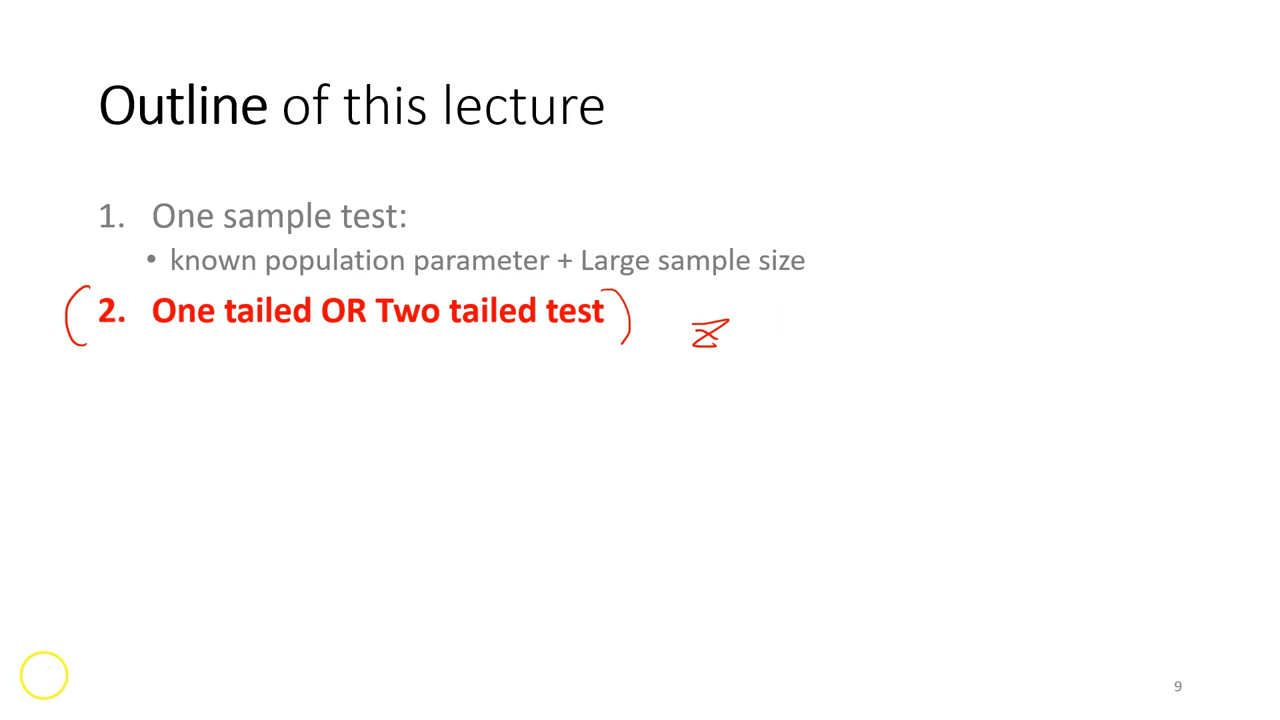 Outline of this lecture
1. One sample test:
• known population parameter + Large sample size
(2. One tailed OR Two tailed test) Z
9